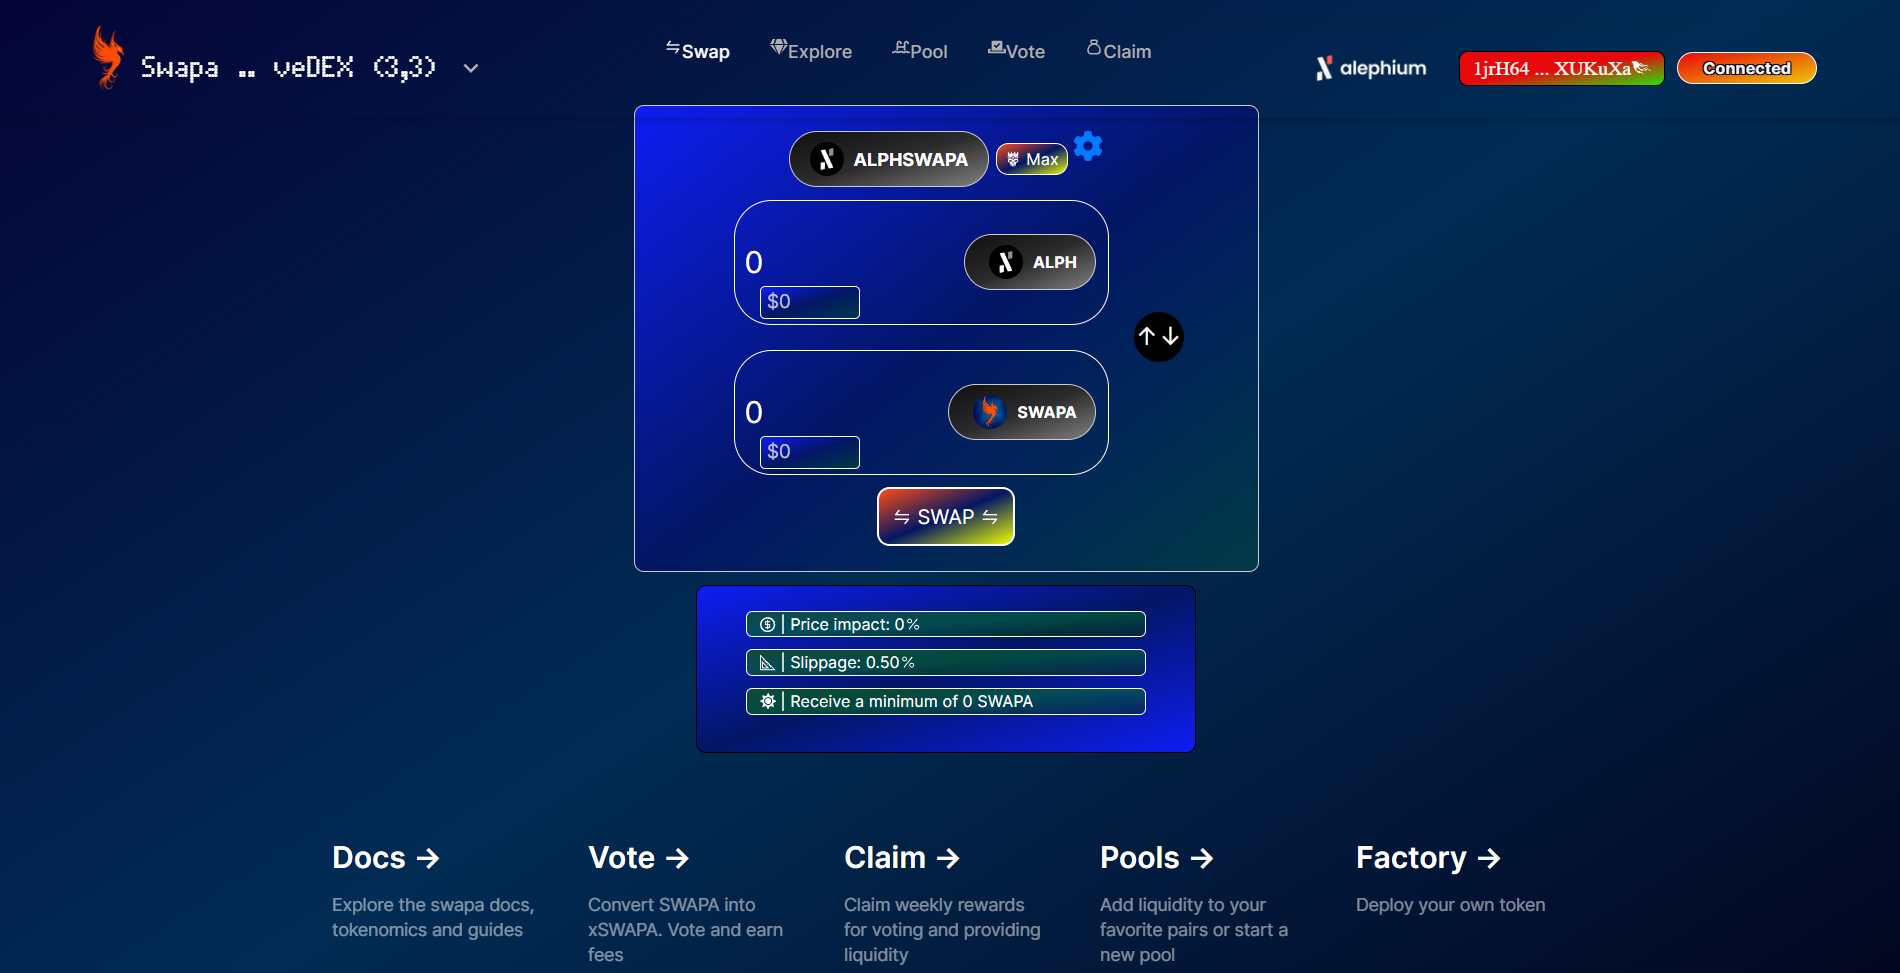 Swapa .. veDEX (3,3)
Swap
Explore
Pool
Vote
Claim
alephium
1jrH64 ... XUKuXa
Connected
ALPHSWAPA
Max
0
ALPH
$0
0
SWAPA
$0
⇋ SWAP ⇋
Price impact: 0%
Slippage: 0.50%
Receive a minimum of 0 SWAPA
Docs →
Explore the swapa docs,
tokenomics and guides
Vote →
Convert SWAPA into
xSWAPA. Vote and earn
fees
Claim →
Claim weekly rewards
for voting and providing
liquidity
Pools →
Add liquidity to your
favorite pairs or start a
new pool
Factory →
Deploy your own token